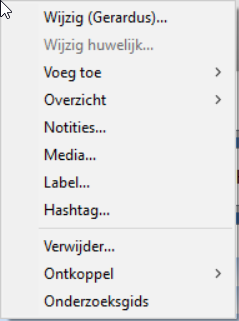 Wijzig (Gerardus)...
Wijzig huwelijk...
Voeg toe
Overzicht
Notities...
Media...
Label...
Hashtag...
Verwijder...
Ontkoppel
Onderzoeksgids